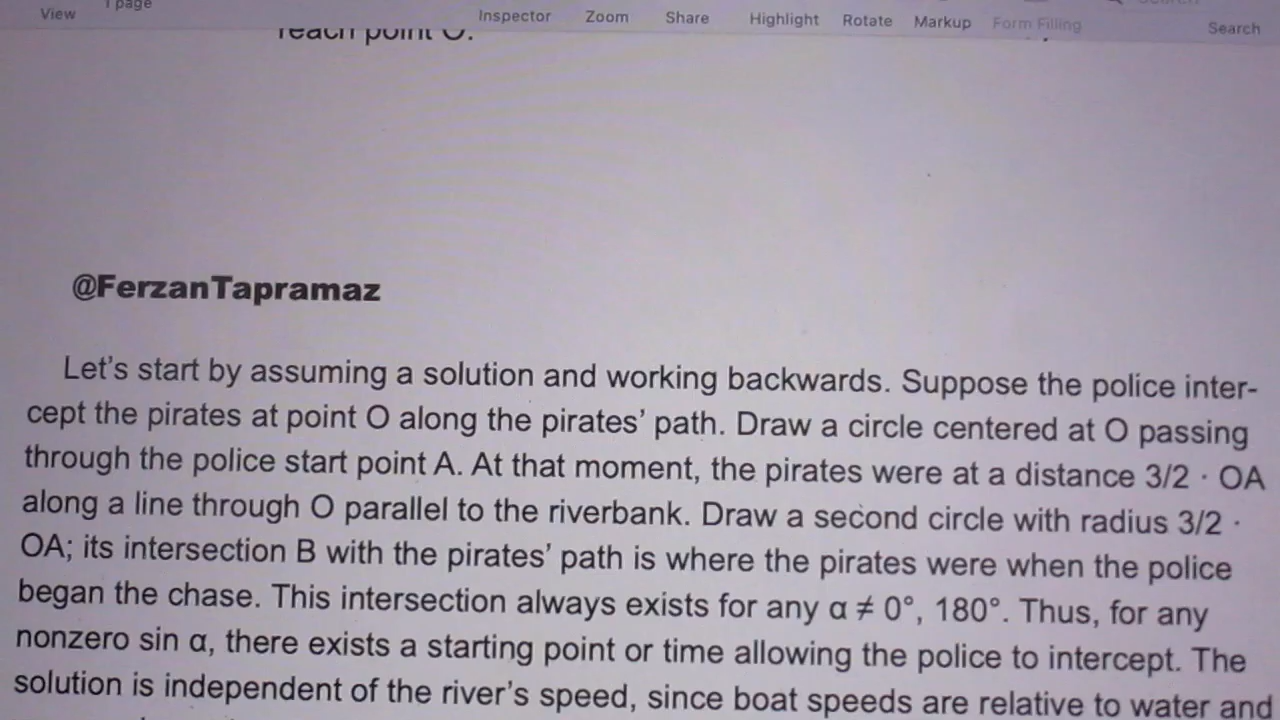 View
1 page
Inspector
Zoom
Share
Highlight
Rotate
Markup
Form Filling
Search
reach point O.
@FerzanTapramaz
Let's start by assuming a solution and working backwards. Suppose the police inter-
cept the pirates at point O along the pirates' path. Draw a circle centered at O passing
through the police start point A. At that moment, the pirates were at a distance 3/2 · OA
along a line through O parallel to the riverbank. Draw a second circle with radius 3/2 ·
OA; its intersection B with the pirates' path is where the pirates were when the police
began the chase. This intersection always exists for any α ≠ 0°, 180°. Thus, for any
nonzero sin α, there exists a starting point or time allowing the police to intercept. The
solution is independent of the river's speed, since boat speeds are relative to water and